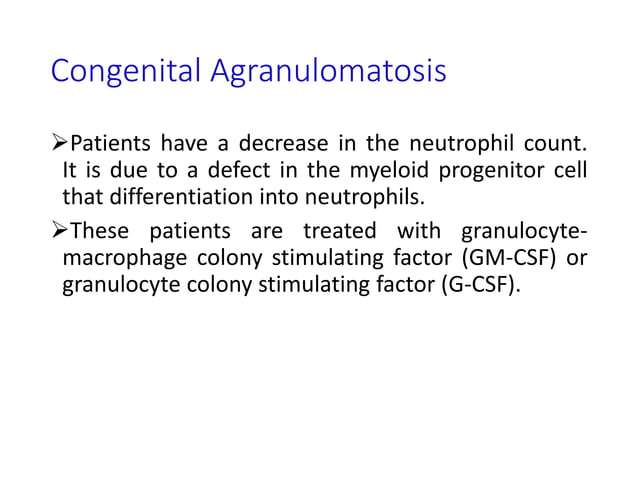 Congenital Agranulomatosis
➢Patients have a decrease in the neutrophil count.
It is due to a defect in the myeloid progenitor cell
that differentiation into neutrophils.
➢These patients are treated with granulocyte-
macrophage colony stimulating factor (GM-CSF) or
granulocyte colony stimulating factor (G-CSF).